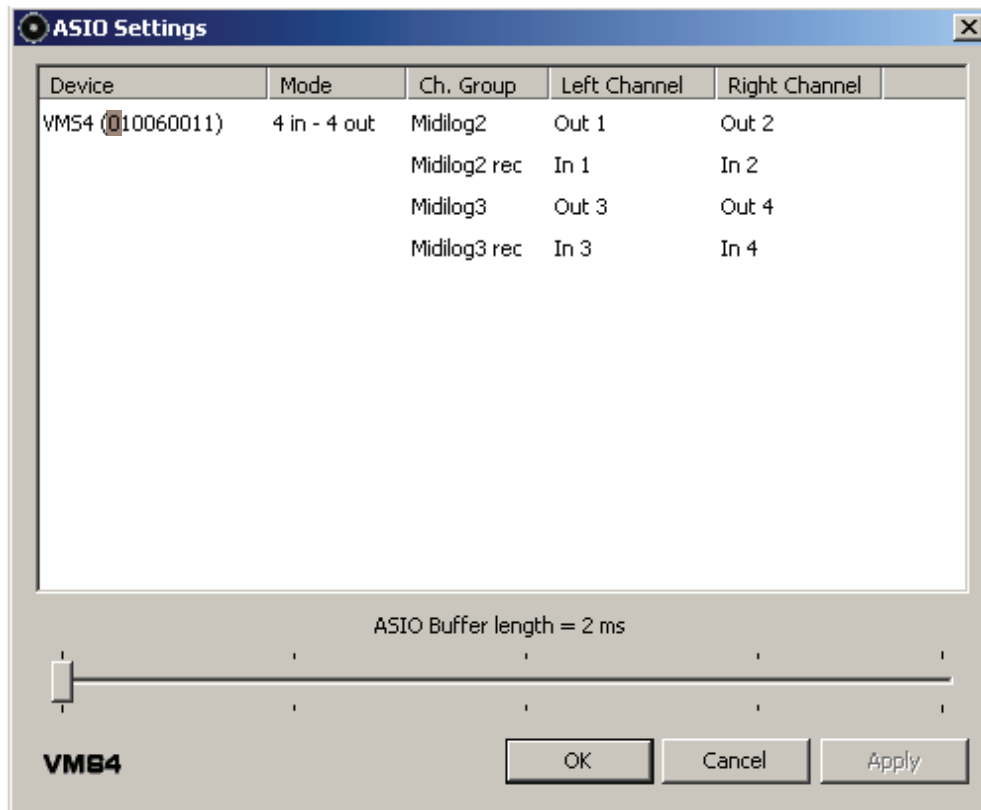 ASIO Settings
Device Mode Ch. Group Left Channel Right Channel
VMS4 (010060011) 4 in - 4 out Midilog2 Out 1 Out 2
Midilog2 rec In 1 In 2
Midilog3 Out 3 Out 4
Midilog3 rec In 3 In 4
ASIO Buffer length = 2 ms
VMS4 OK Cancel Apply